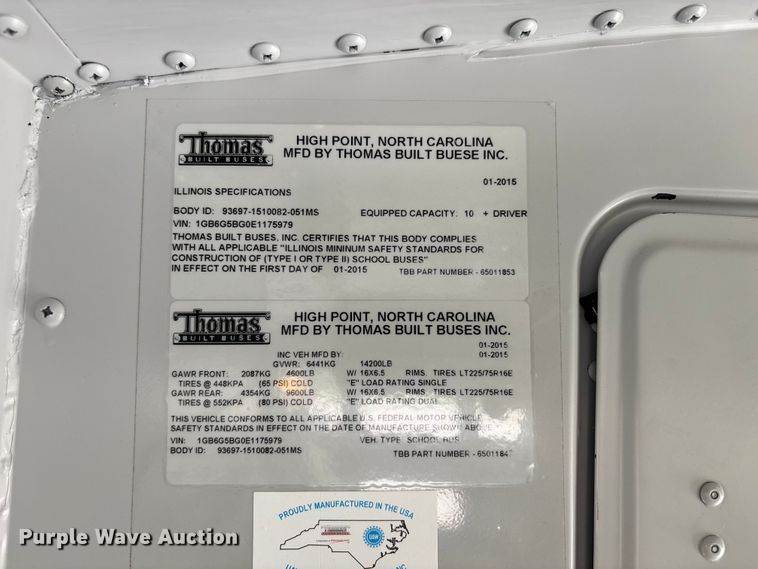 Thomas
BUILT BUSES
HIGH POINT, NORTH CAROLINA
MFD BY THOMAS BUILT BUESE INC.
01-2015
ILLINOIS SPECIFICATIONS
BODY ID: 93697-1510082-051MS EQUIPPED CAPACITY: 10 + DRIVER
VIN: 1GB6G5BG0E1175979
THOMAS BUILT BUSES, INC. CERTIFIES THAT THIS BODY COMPLIES
WITH ALL APPLICABLE "ILLINOIS MININUM SAFETY STANDARDS FOR
CONSTRUCTION OF (TYPE I OR TYPE II) SCHOOL BUSES"
IN EFFECT ON THE FIRST DAY OF 01-2015 TBB PART NUMBER - 65011853
Thomas
BUILT BUSES
HIGH POINT, NORTH CAROLINA
MFD BY THOMAS BUILT BUSES INC.
01-2015
INC VEH MFD BY: 01-2015
GVWR: 6441KG 14200LB
GAWR FRONT: 2087KG 4600LB W/ 16X6.5 RIMS, TIRES LT225/75R16E
TIRES @ 448KPA (65 PSI) COLD "E" LOAD RATING SINGLE
GAWR REAR: 4354KG 9600LB W/ 16X6.5 RIMS, TIRES LT225/75R16E
TIRES @ 552KPA (80 PSI) COLD "E" LOAD RATING DUAL
THIS VEHICLE CONFORMS TO ALL APPLICABLE U.S. FEDERAL MOTOR VEHICLE
SAFETY STANDARDS IN EFFECT ON THE DATE OF MANUFACTURE SHOWN ABOVE
VIN: 1GB6G5BG0E1175979 VEH. TYPE SCHOOL BUS
BODY ID: 93697-1510082-051MS TBB PART NUMBER - 6501184
PROUDLY MANUFACTURED IN THE USA
Purple Wave Auction